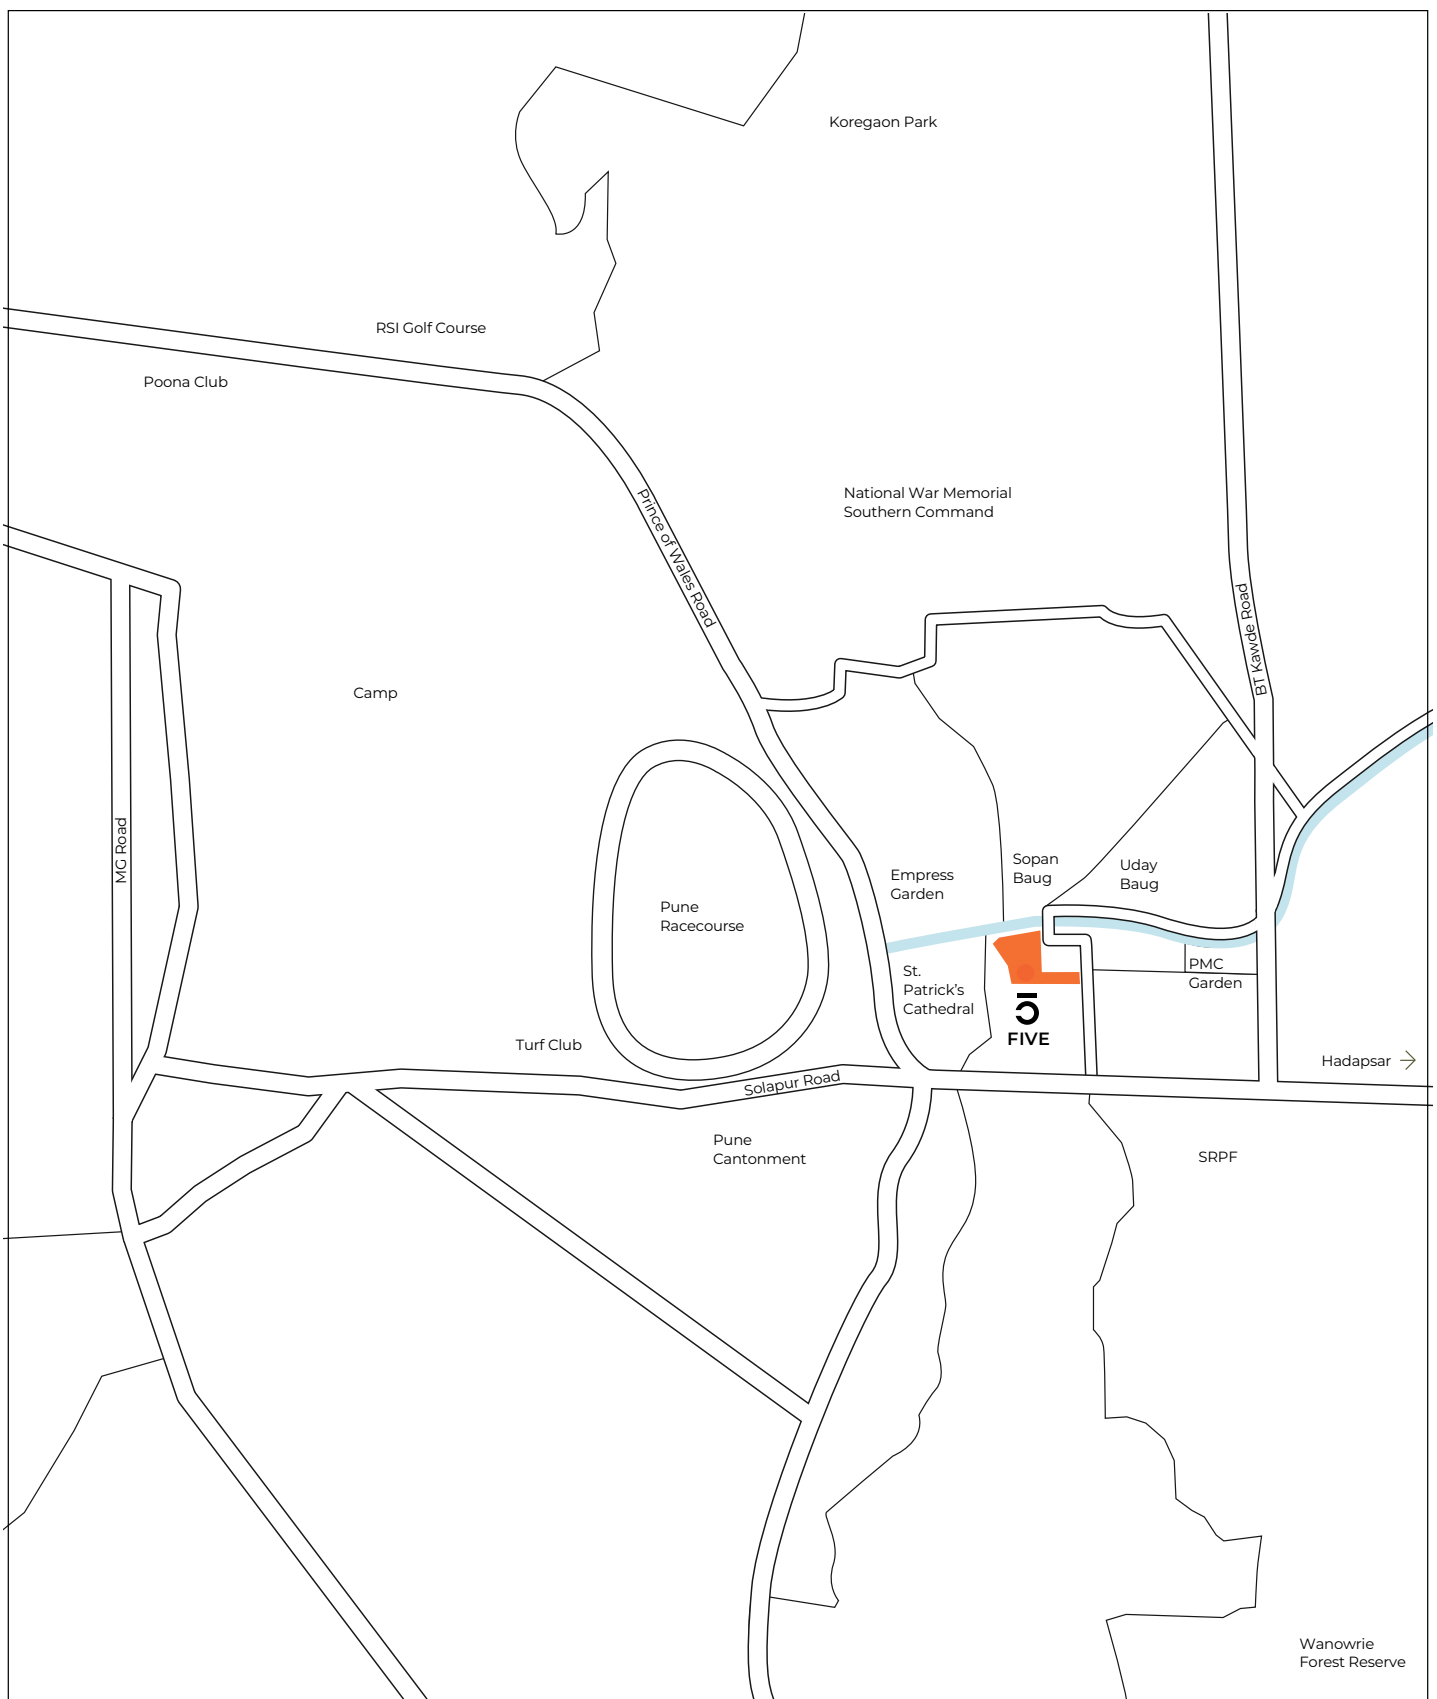 Koregaon Park
RSI Golf Course
Poona Club
National War Memorial
Southern Command
Prince of Wales Road
BT Kawde Road
Camp
MG Road
Sopan
Baug
Uday
Baug
Empress
Garden
Pune
Racecourse
St.
Patrick's
Cathedral
PMC
Garden
5
FIVE
Turf Club
Hadapsar
Solapur Road
Pune
Cantonment
SRPF
Wanowrie
Forest Reserve